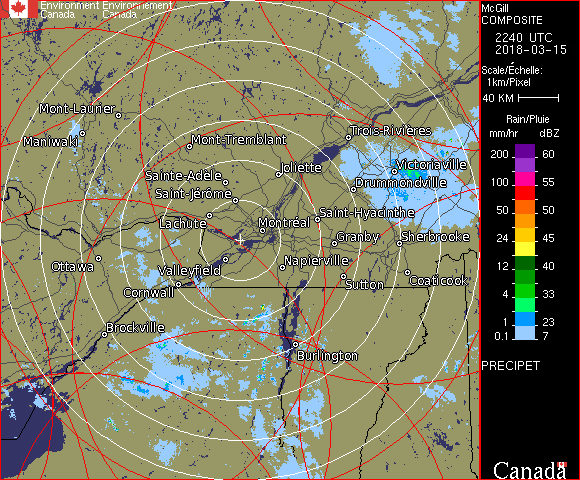 Environment Environnement
Canada Canada
McGill
COMPOSITE
2240 UTC
2018-03-15
Scale/Échelle:
1km/Pixel
40 KM
Rain/Pluie
mm/hr dBZ
200 60
150 57
100 55
50 50
24 45
12 40
4 33
1 23
0.1 7
PRECIPET
Canada
Mont-Laurier
Maniwaki
Mont-Tremblant
Trois-Rivières
Joliette
Victoriaville
Sainte-Adèle
Drummondville
Saint-Jérôme
Lachute
Montréal
Saint-Hyacinthe
Granby
Sherbrooke
Ottawa
Valleyfield
Napierville
Cornwall
Sutton
Coaticook
Brockville
Burlington